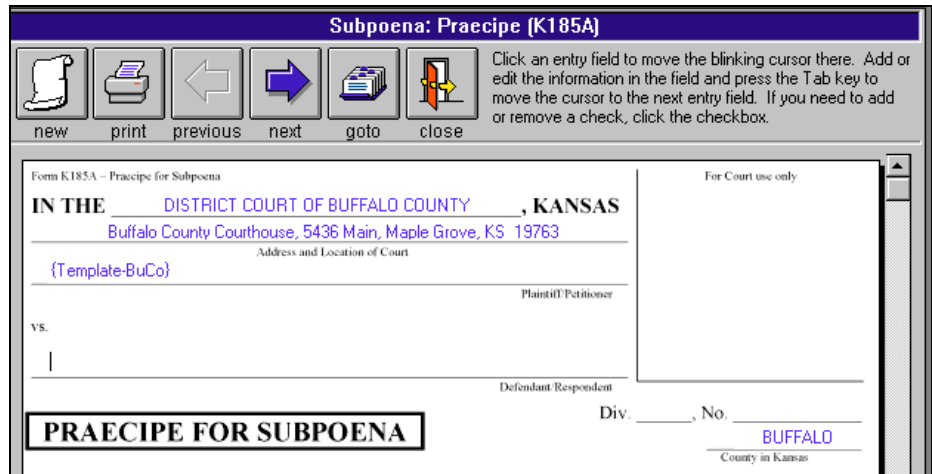 Subpoena: Praecipe (K185A)
new print previous next goto close
Click an entry field to move the blinking cursor there. Add or
edit the information in the field and press the Tab key to
move the cursor to the next entry field. If you need to add
or remove a check, click the checkbox.
Form K185A – Praecipe for Subpoena
IN THE DISTRICT COURT OF BUFFALO COUNTY, KANSAS
Buffalo County Courthouse, 5436 Main, Maple Grove, KS 19763
Address and Location of Court
{Template-BuCo}
Plaintiff/Petitioner
vs.
Defendant/Respondent
For Court use only
PRAECIPE FOR SUBPOENA
Div. ______, No. ______
BUFFALO
County in Kansas